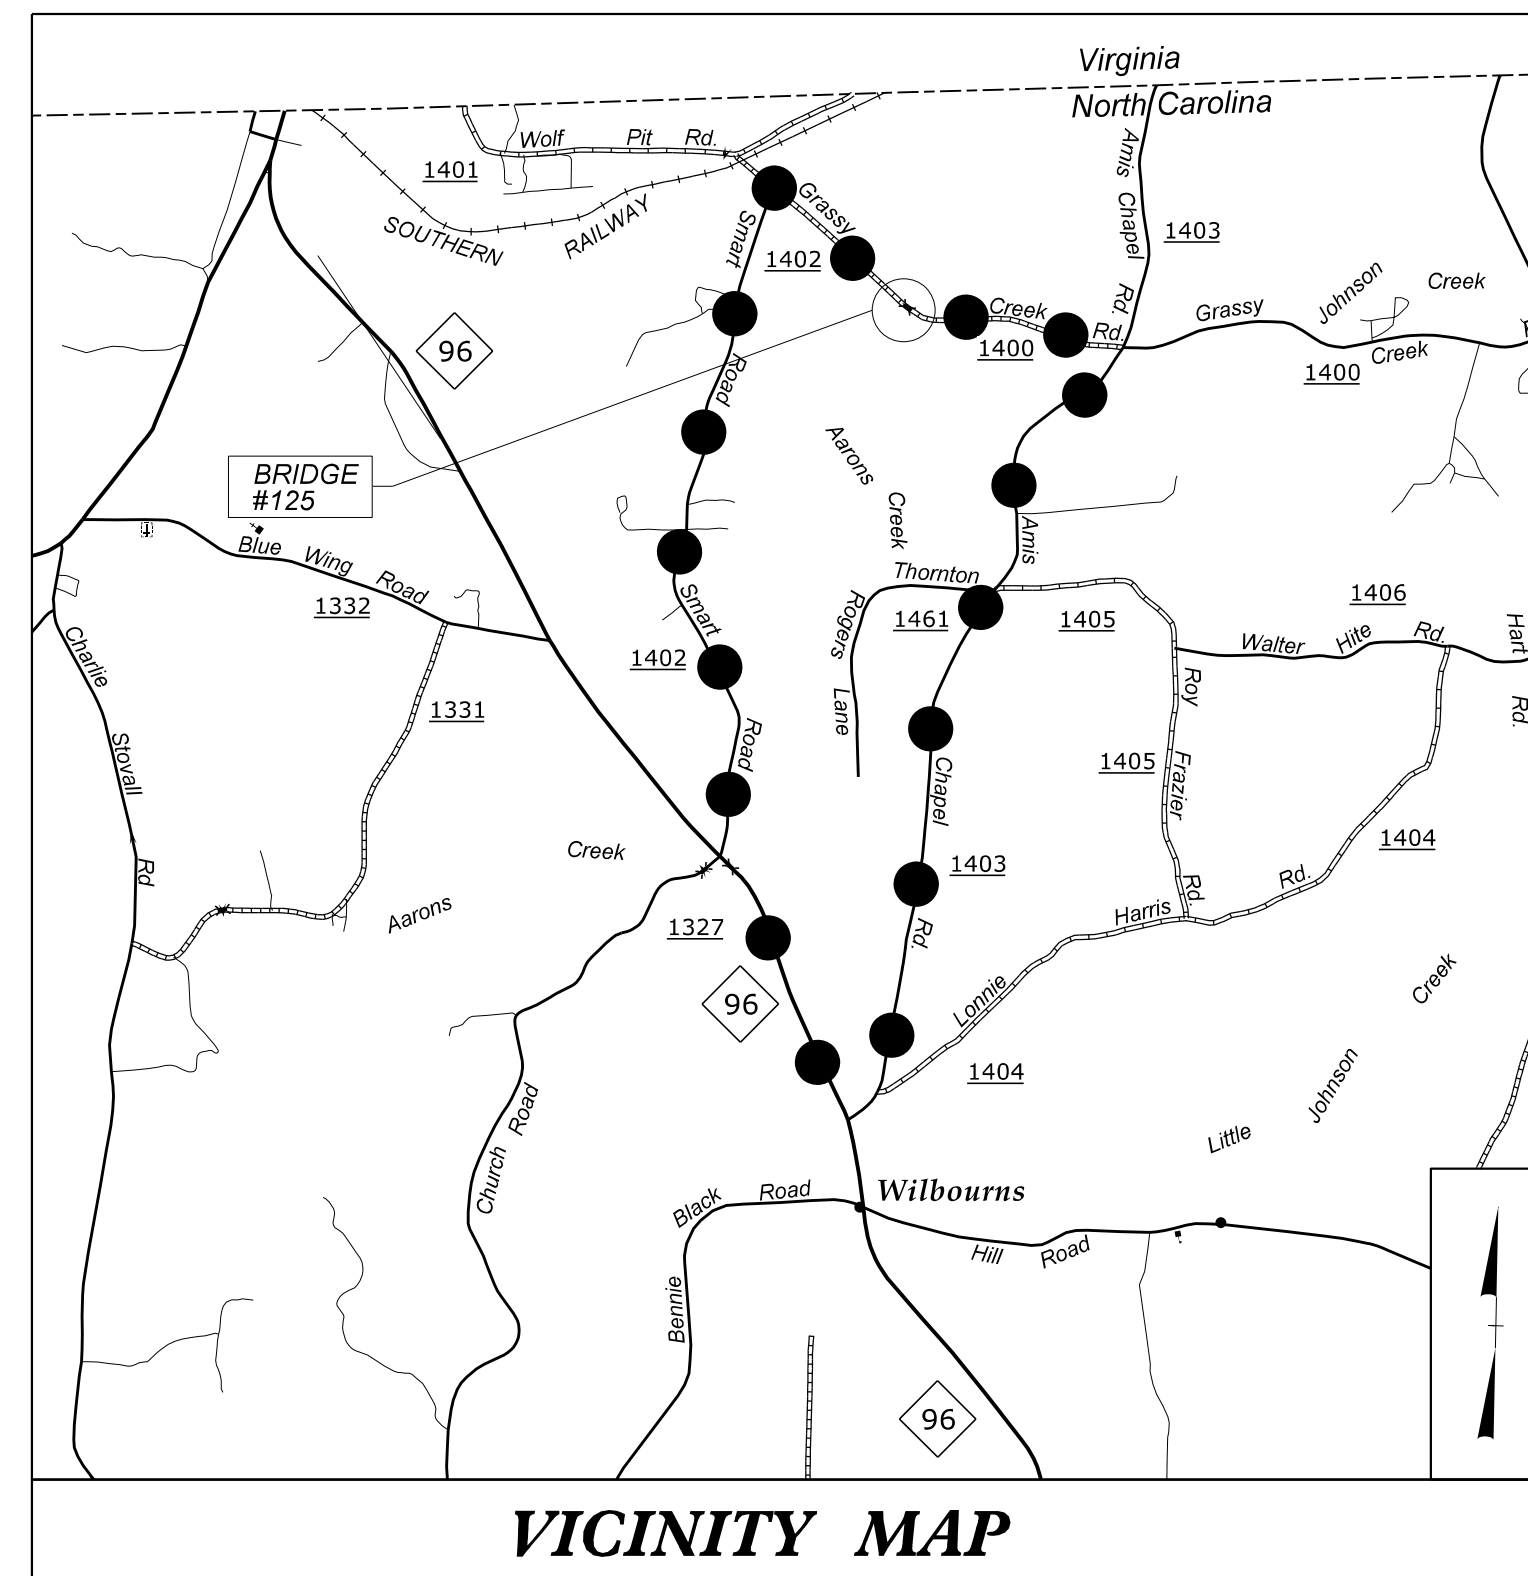 Virginia
North Carolina
Wolf Pit Rd.
1401
SOUTHERN RAILWAY
Smart
Grassy
1402
Amis Chapel Rd.
1403
Creek Rd.
1400
Grassy
Johnson
Creek
Creek
1400
96
Road
BRIDGE
#125
Aarons
Creek
Amis
Blue Wing Road
1332
Thornton
Rogers
Lane
1461
1405
1406
Walter Hite Rd.
Hart
Rd.
Charlie
Stovall
Rd
1331
Smart
1402
Road
Roy
Frazier
Rd.
1405
Chapel
Rd.
1403
1404
Creek
Aarons
1327
96
Harris Rd.
Lonnie
1404
Creek
Johnson
Little
Church Road
Wilbourns
Black Road
Bennie
Hill Road
96
VICINITY MAP